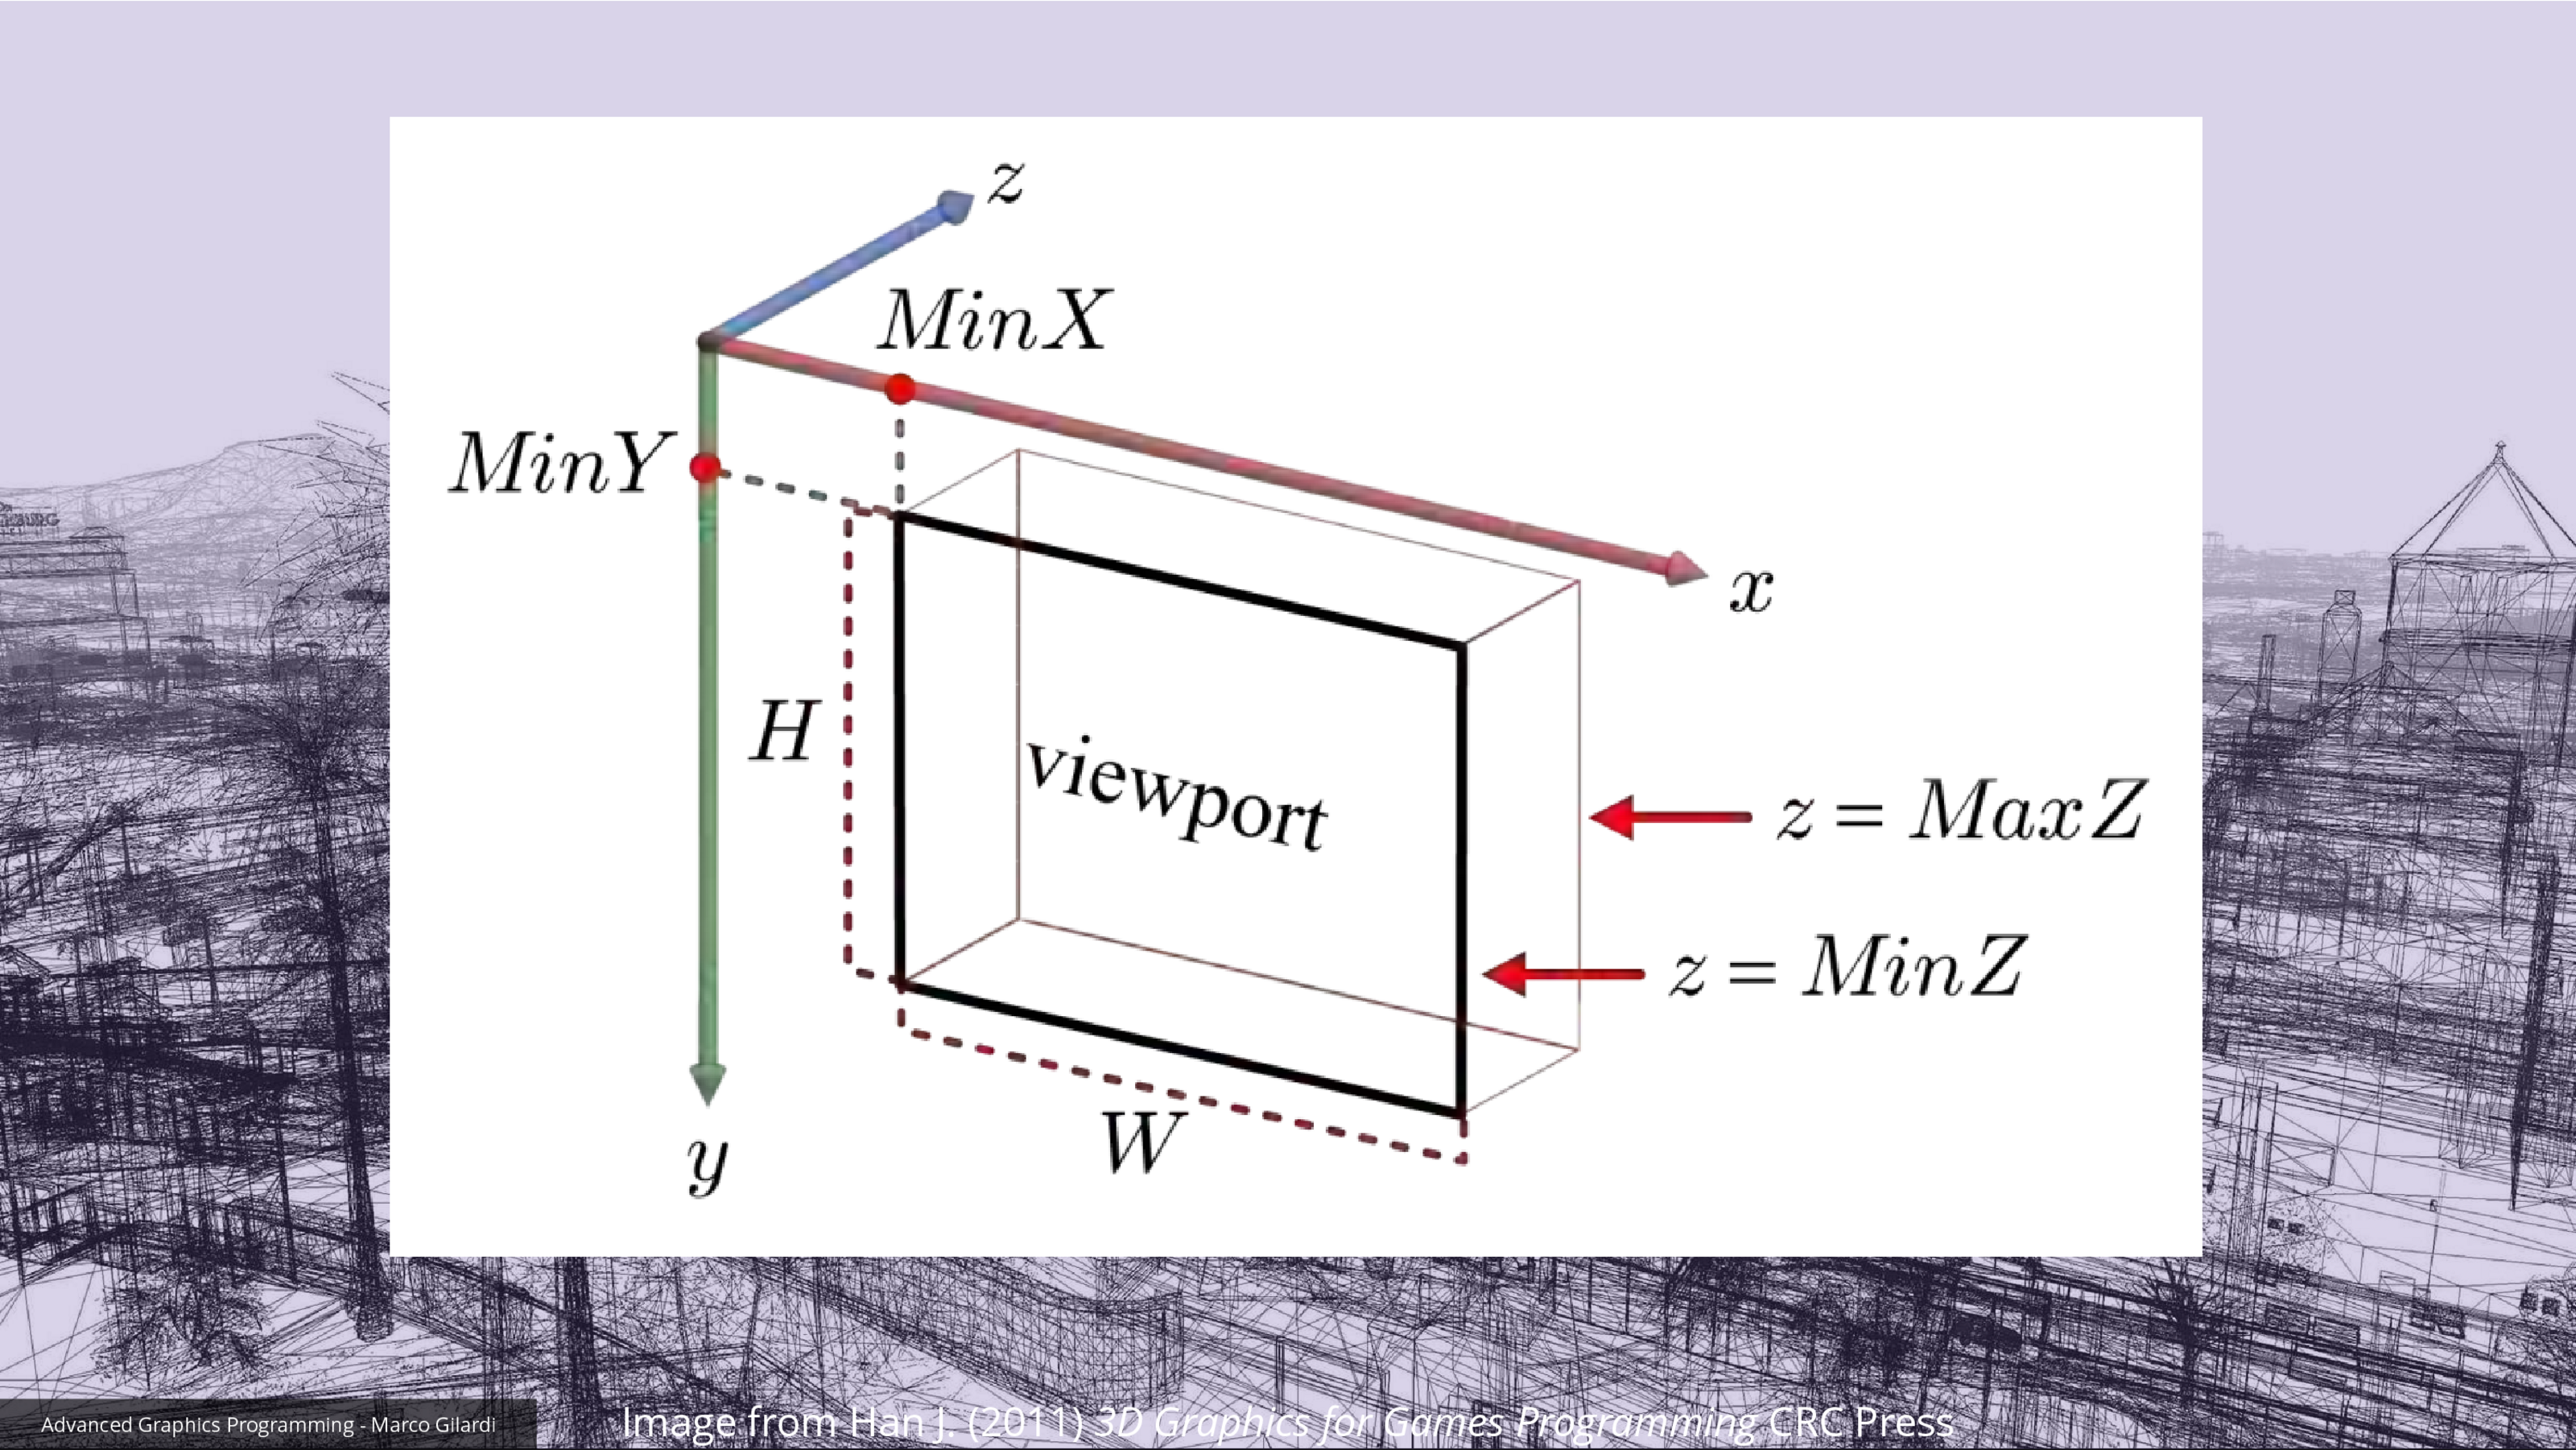 z
MinX
MinY
x
H
viewport
z = MaxZ
z = MinZ
W
y
Advanced Graphics Programming - Marco Gilardi
Image from Han J. (2011) 3D Graphics for Games Programming CRC Press